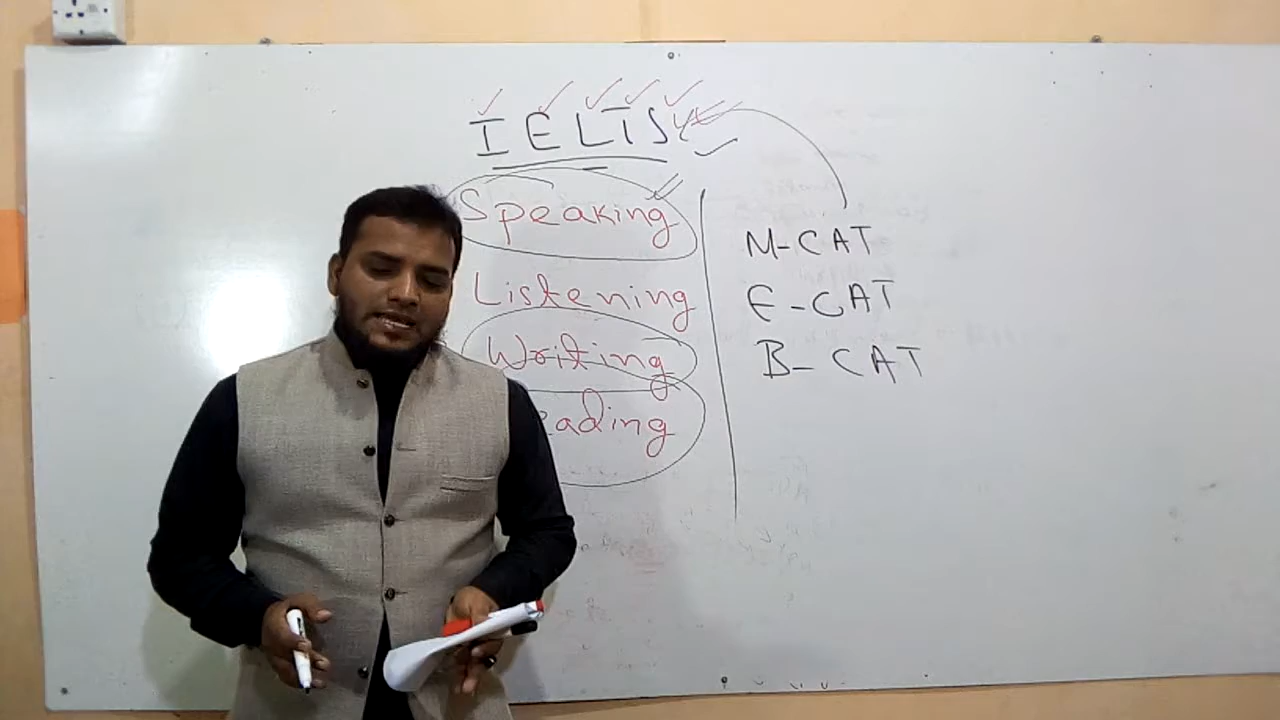 IELTS
Speaking
Listening
Writing
eading
M-CAT
E-CAT
B-CAT